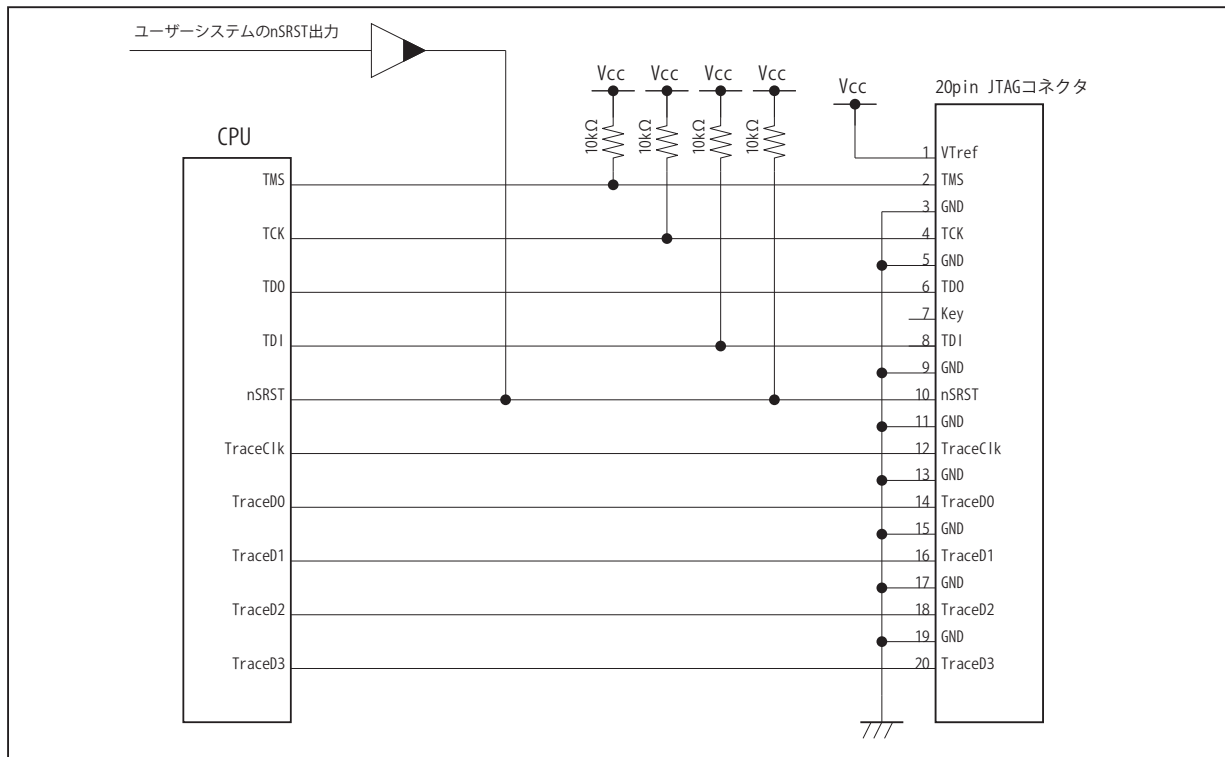 ユーザーシステムのnSRST出力
Vcc
Vcc
Vcc
Vcc
Vcc
20pin JTAGコネクタ
10kΩ
10kΩ
10kΩ
10kΩ
CPU
1 VTref
TMS
2 TMS
3 GND
TCK
4 TCK
5 GND
TDO
6 TDO
7 Key
TDI
8 TDI
9 GND
nSRST
10 nSRST
11 GND
TraceClk
12 TraceClk
13 GND
TraceD0
14 TraceD0
15 GND
TraceD1
16 TraceD1
17 GND
TraceD2
18 TraceD2
19 GND
TraceD3
20 TraceD3